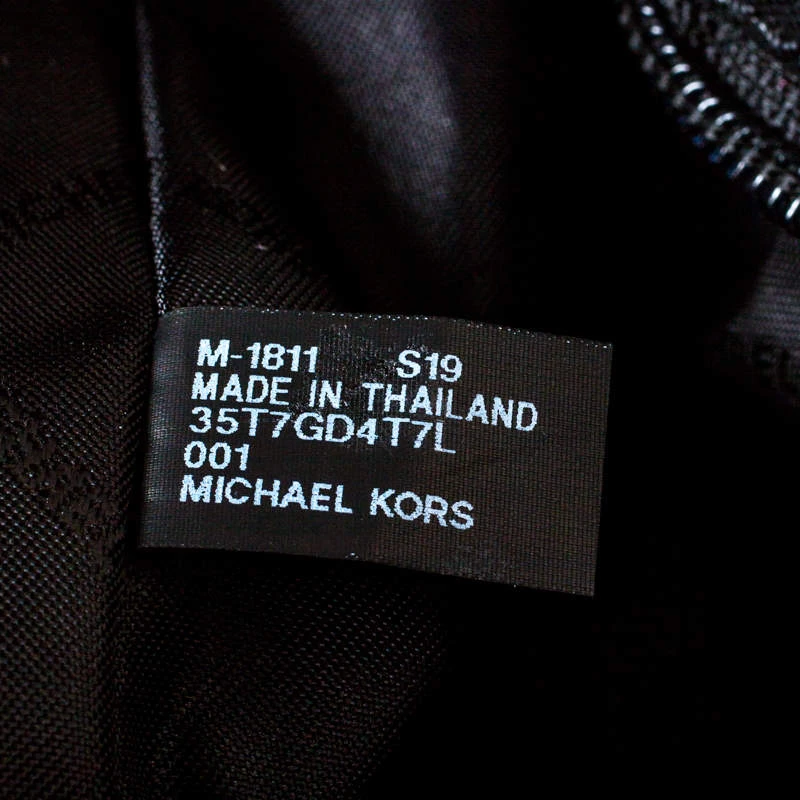 M-1811 S19
MADE IN THAILAND
35T7GD4T7L
001
MICHAEL KORS